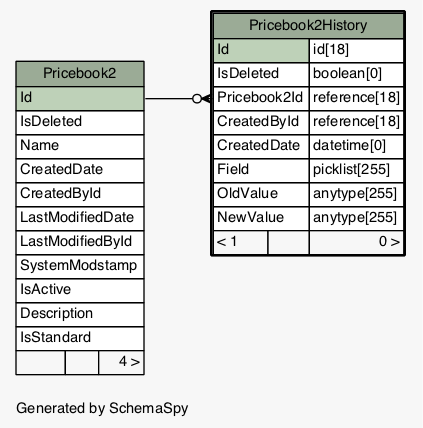 Pricebook2History
Id id[18]
IsDeleted boolean[0]
Pricebook2Id reference[18]
CreatedById reference[18]
CreatedDate datetime[0]
Field picklist[255]
OldValue anytype[255]
NewValue anytype[255]
< 1 0 >
Pricebook2
Id
IsDeleted
Name
CreatedDate
CreatedById
LastModifiedDate
LastModifiedById
SystemModstamp
IsActive
Description
IsStandard
4 >
Generated by SchemaSpy